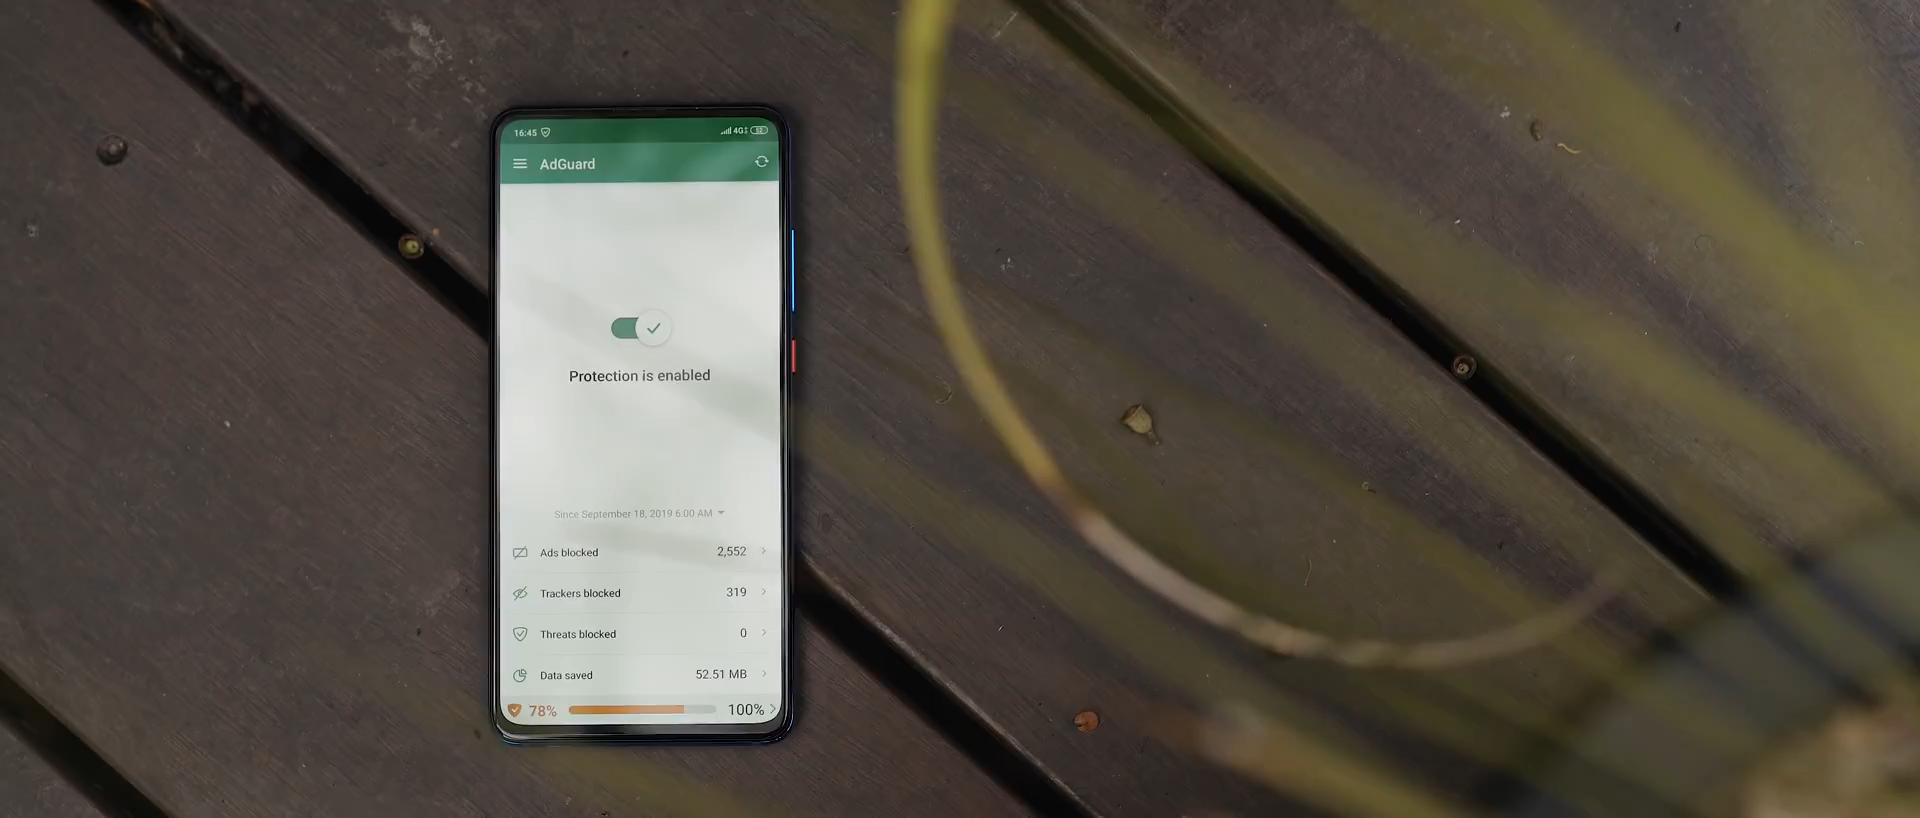 16:45 4G 52
AdGuard
Protection is enabled
Since September 18, 2019 6:00 AM
Ads blocked 2,552
Trackers blocked 319
Threats blocked 0
Data saved 52.51 MB
78% 100%